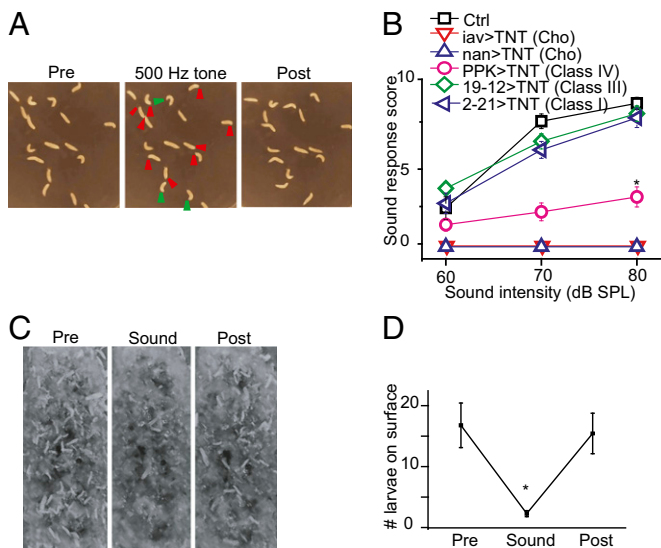 A
Pre
500 Hz tone
Post
B
Ctrl
iav>TNT (Cho)
nan>TNT (Cho)
PPK>TNT (Class IV)
19-12>TNT (Class III)
2-21>TNT (Class I)
Sound response score
10
5
0
*
60
70
80
Sound intensity (dB SPL)
C
Pre
Sound
Post
D
# larvae on surface
20
15
10
5
0
*
Pre
Sound
Post